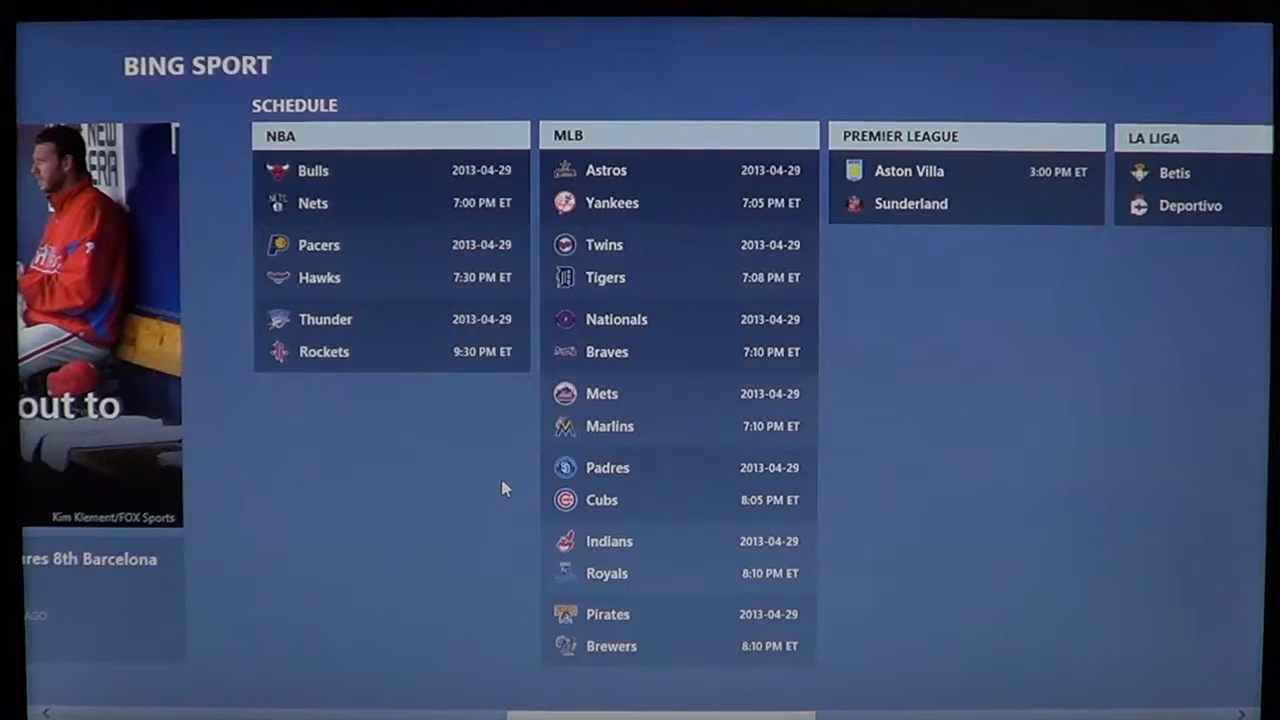 BING SPORT
SCHEDULE
NEW
ERA
out to
Kim Klement/FOX Sports
res 8th Barcelona
AGO
NBA
Bulls 2013-04-29
Nets 7:00 PM ET
Pacers 2013-04-29
Hawks 7:30 PM ET
Thunder 2013-04-29
Rockets 9:30 PM ET
MLB
Astros 2013-04-29
Yankees 7:05 PM ET
Twins 2013-04-29
Tigers 7:08 PM ET
Nationals 2013-04-29
Braves 7:10 PM ET
Mets 2013-04-29
Marlins 7:10 PM ET
Padres 2013-04-29
Cubs 8:05 PM ET
Indians 2013-04-29
Royals 8:10 PM ET
Pirates 2013-04-29
Brewers 8:10 PM ET
PREMIER LEAGUE
Aston Villa 3:00 PM ET
Sunderland
LA LIGA
Betis
Deportivo